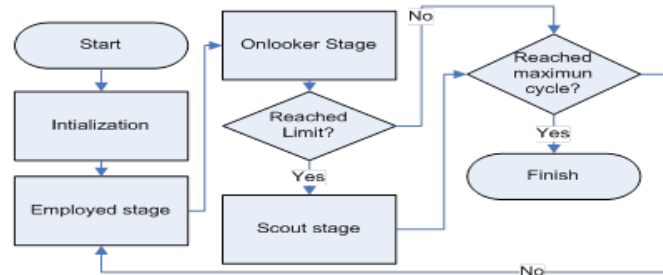 Start
Intialization
Employed stage
Onlooker Stage
Reached
Limit?
Yes
Scout stage
No
Reached
maximun
cycle?
Yes
Finish
No